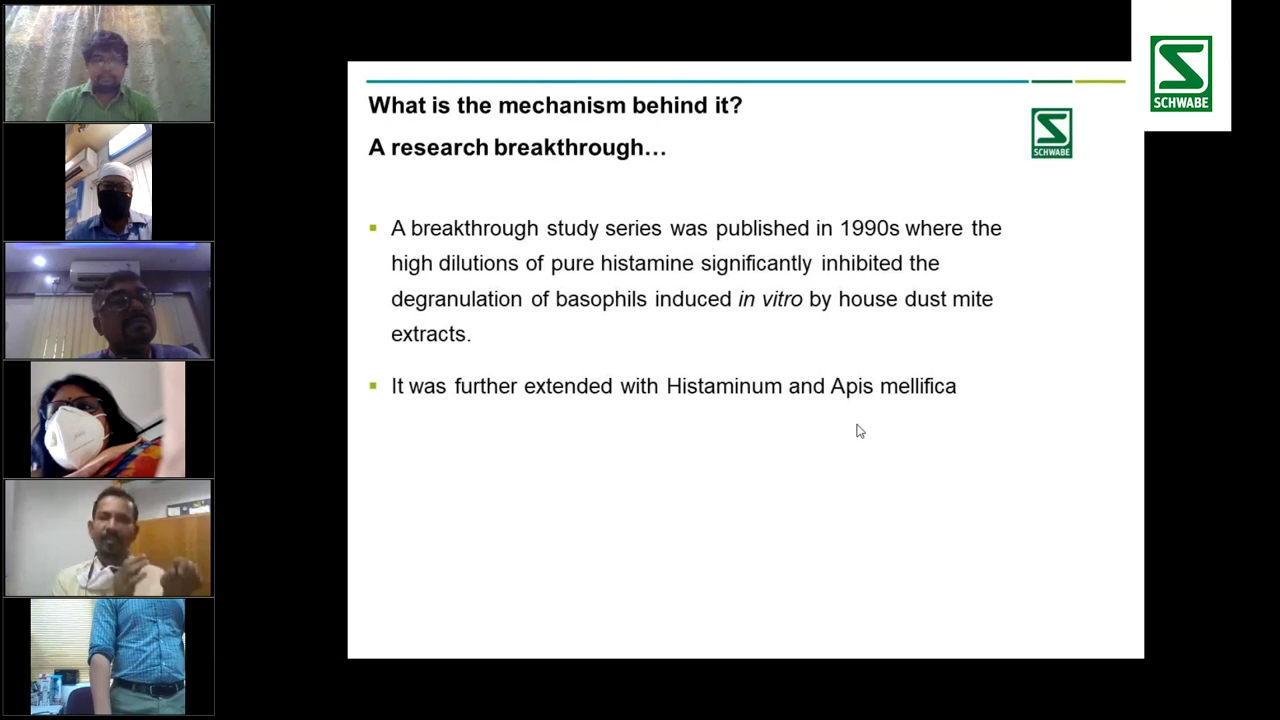 SCHWABE
What is the mechanism behind it?
A research breakthrough…
SCHWABE
A breakthrough study series was published in 1990s where the
high dilutions of pure histamine significantly inhibited the
degranulation of basophils induced in vitro by house dust mite
extracts.
It was further extended with Histaminum and Apis mellifica